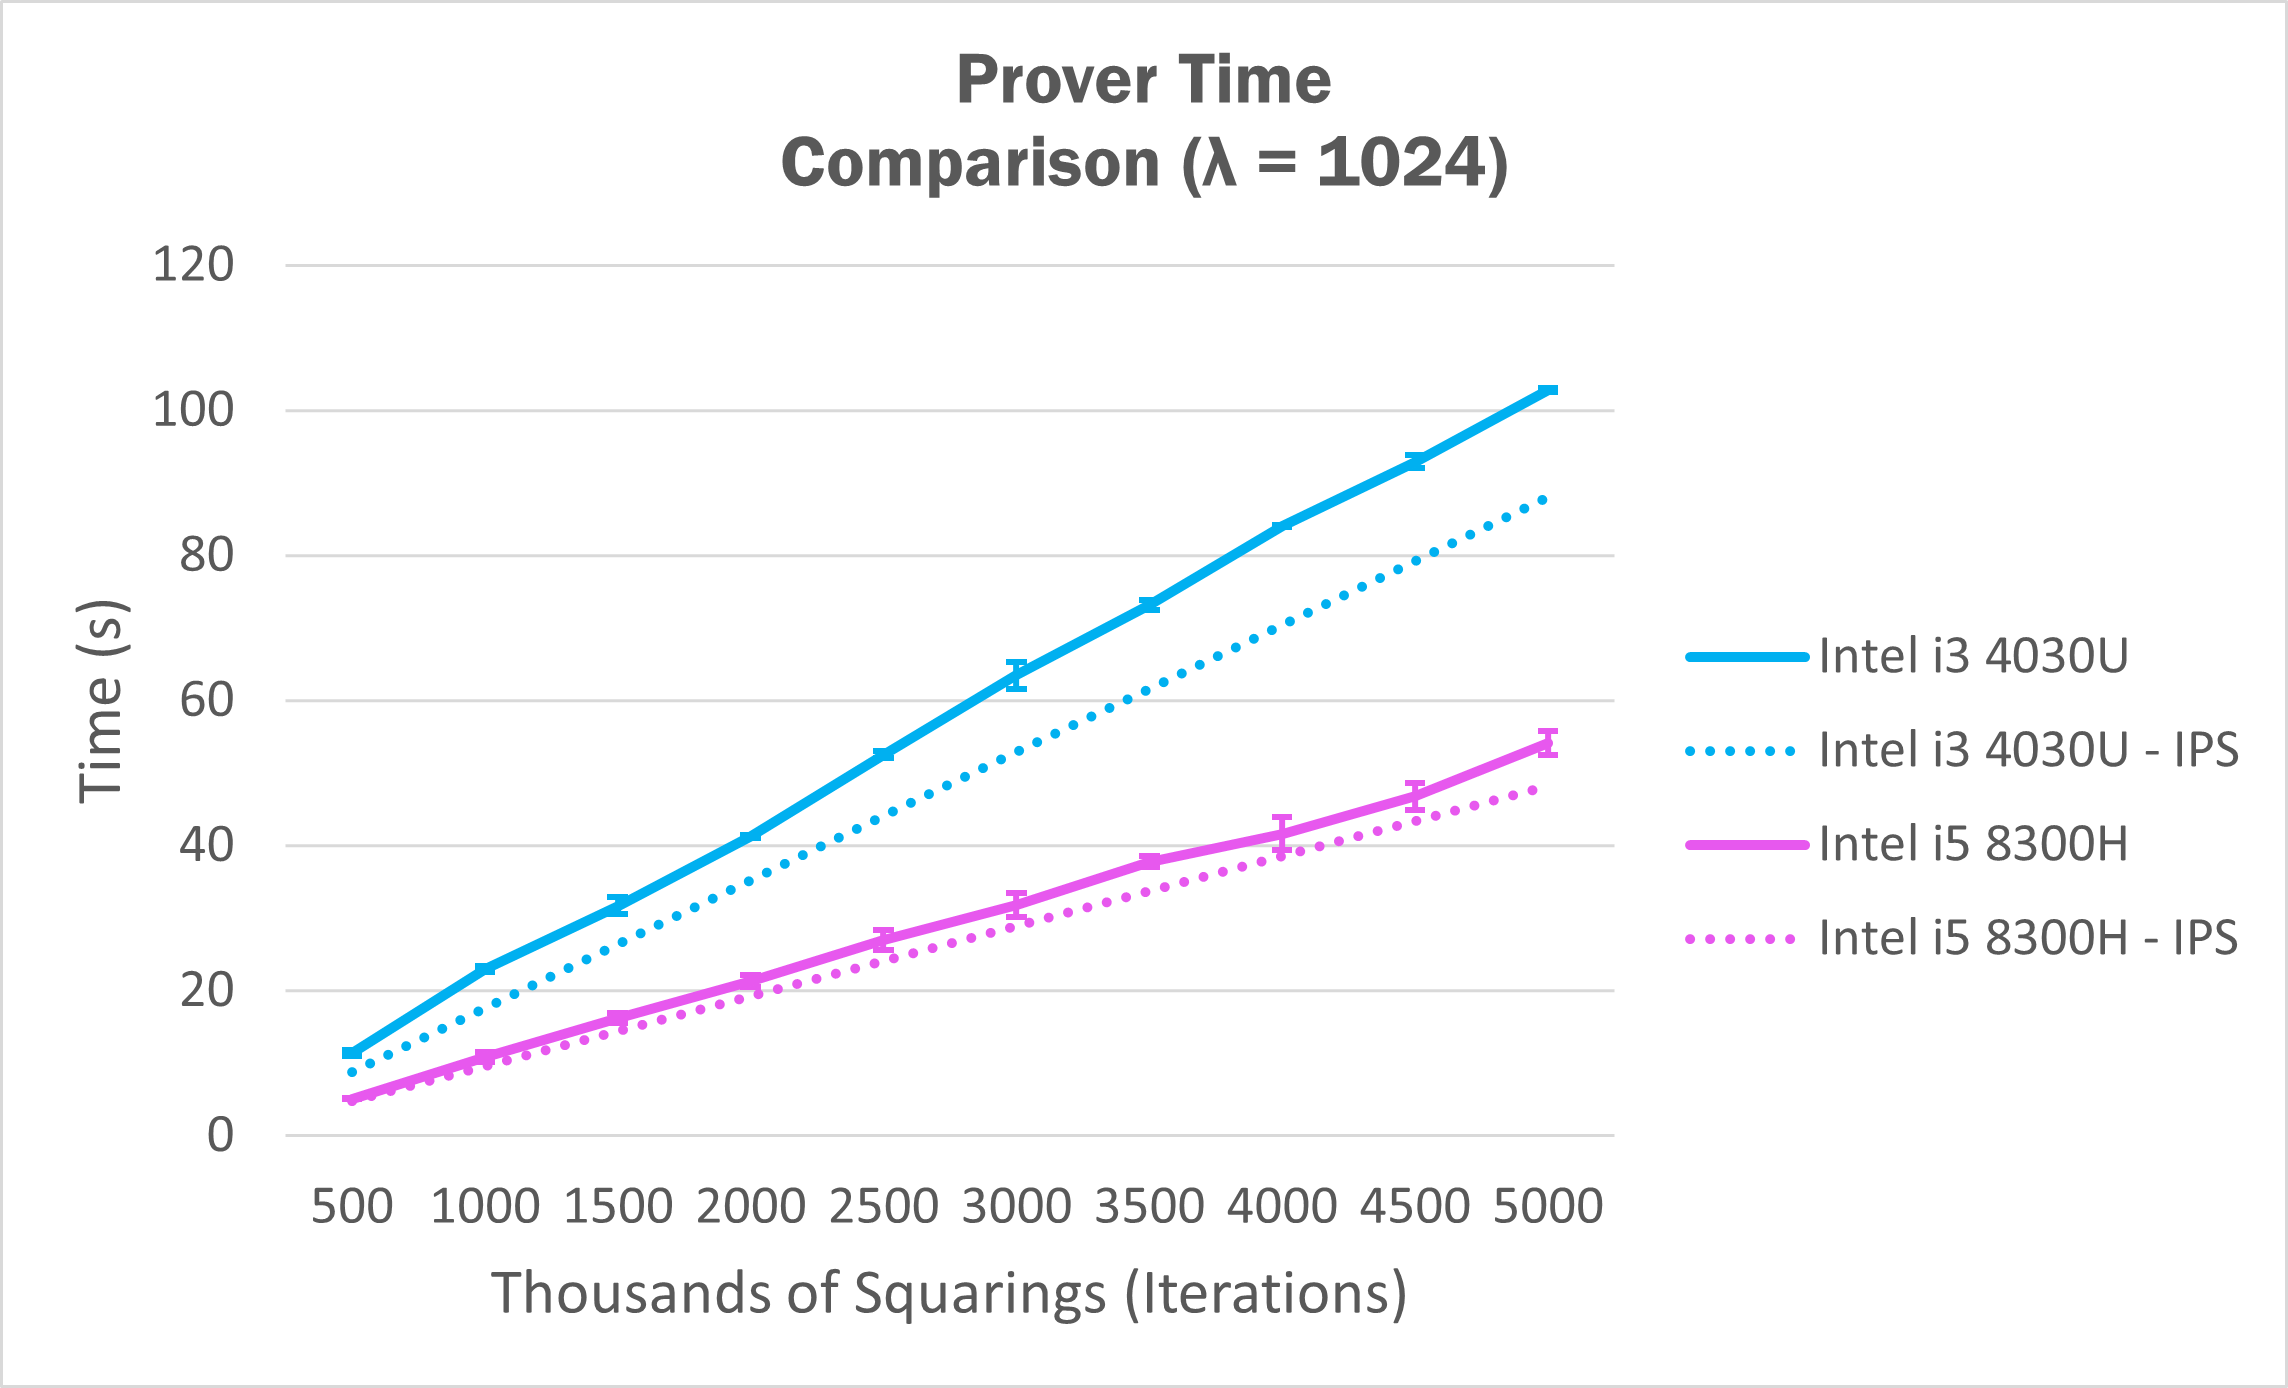 Prover Time
Comparison (λ = 1024)
120
100
80
60
40
20
0
Time (s)
500 1000 1500 2000 2500 3000 3500 4000 4500 5000
Thousands of Squarings (Iterations)
Intel i3 4030U
Intel i3 4030U - IPS
Intel i5 8300H
Intel i5 8300H - IPS